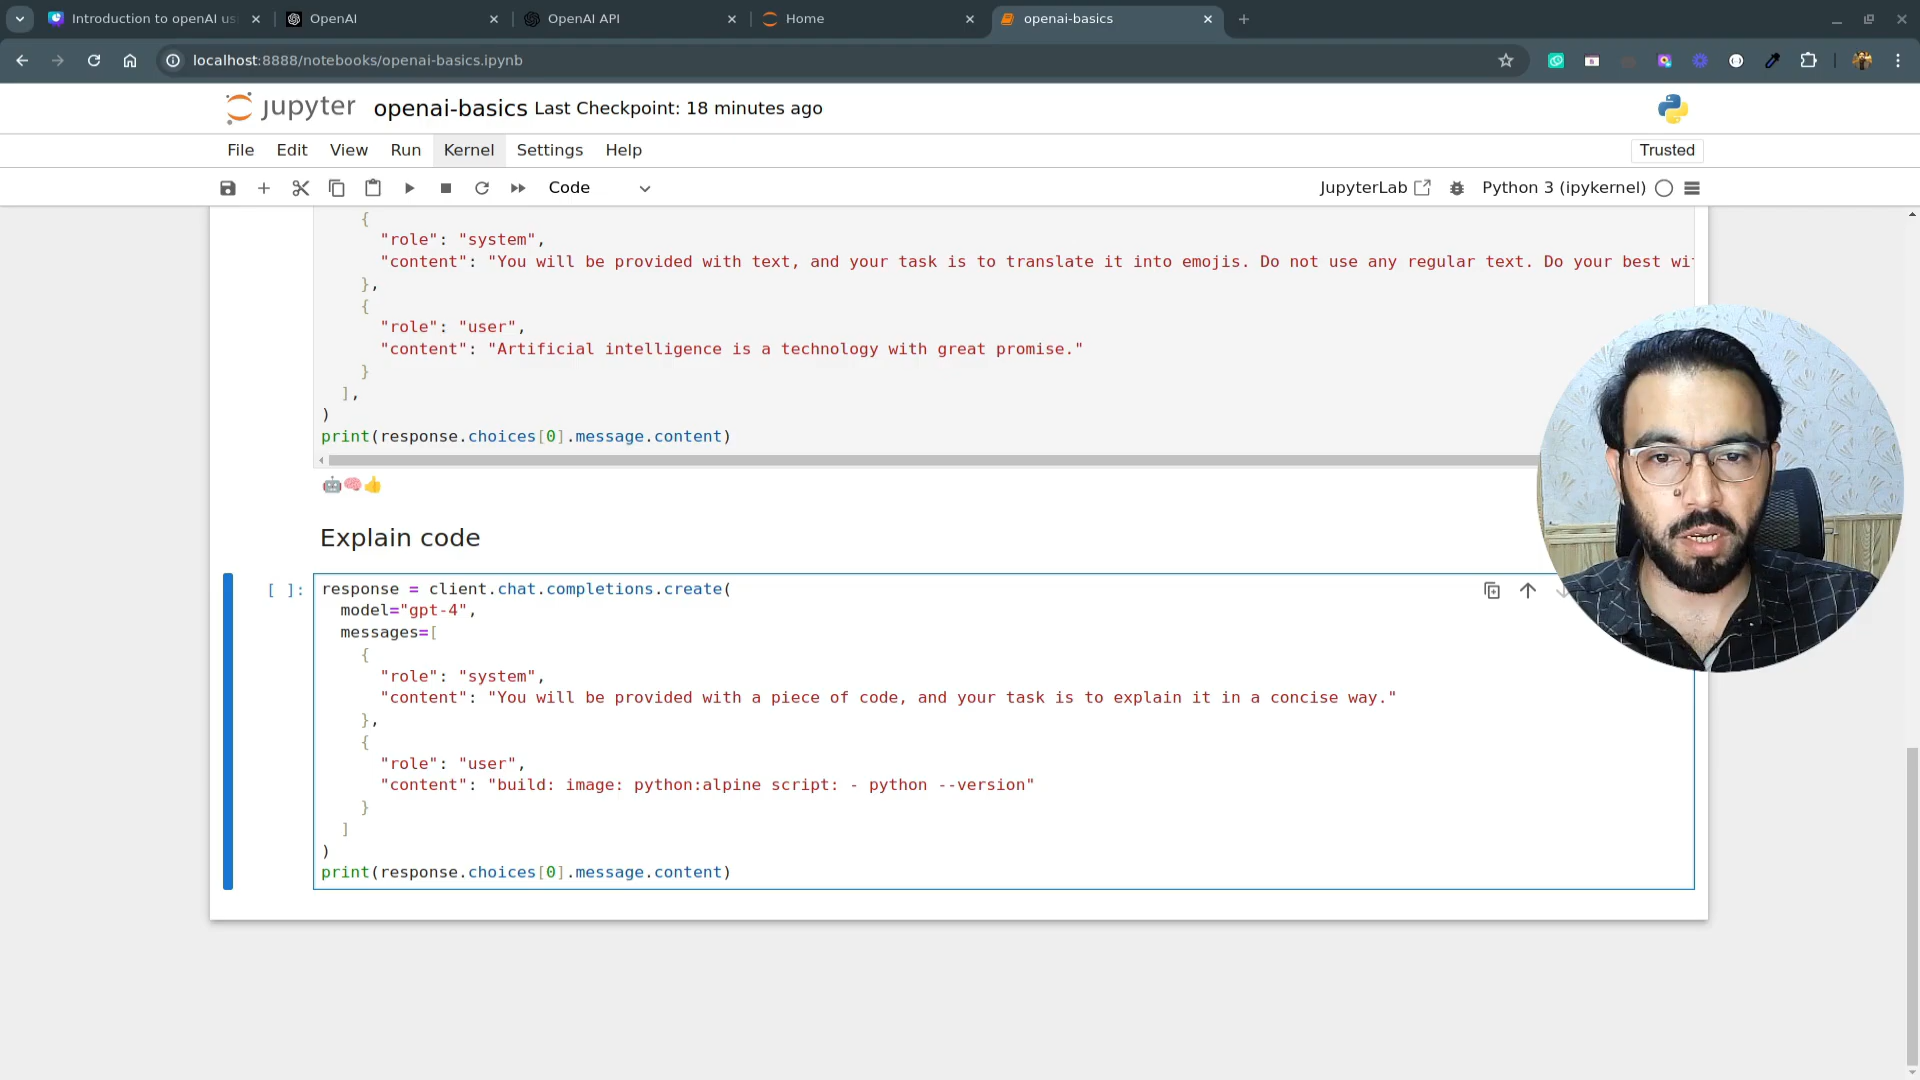 Introduction to openAI us
OpenAI
OpenAI API
Home
openai-basics
localhost:8888/notebooks/openai-basics.ipynb
jupyter
openai-basics Last Checkpoint: 18 minutes ago
File Edit View Run Kernel Settings Help
Trusted
Code
JupyterLab
Python 3 (ipykernel)
{
"role": "system",
"content": "You will be provided with text, and your task is to translate it into emojis. Do not use any regular text. Do your best wit
},
{
"role": "user",
"content": "Artificial intelligence is a technology with great promise."
}
],
)
print(response.choices[0].message.content)
🤖🧠👍
Explain code
[ ]:
response = client.chat.completions.create(
model="gpt-4",
messages=[
{
"role": "system",
"content": "You will be provided with a piece of code, and your task is to explain it in a concise way."
},
{
"role": "user",
"content": "build: image: python:alpine script: - python --version"
}
]
)
print(response.choices[0].message.content)